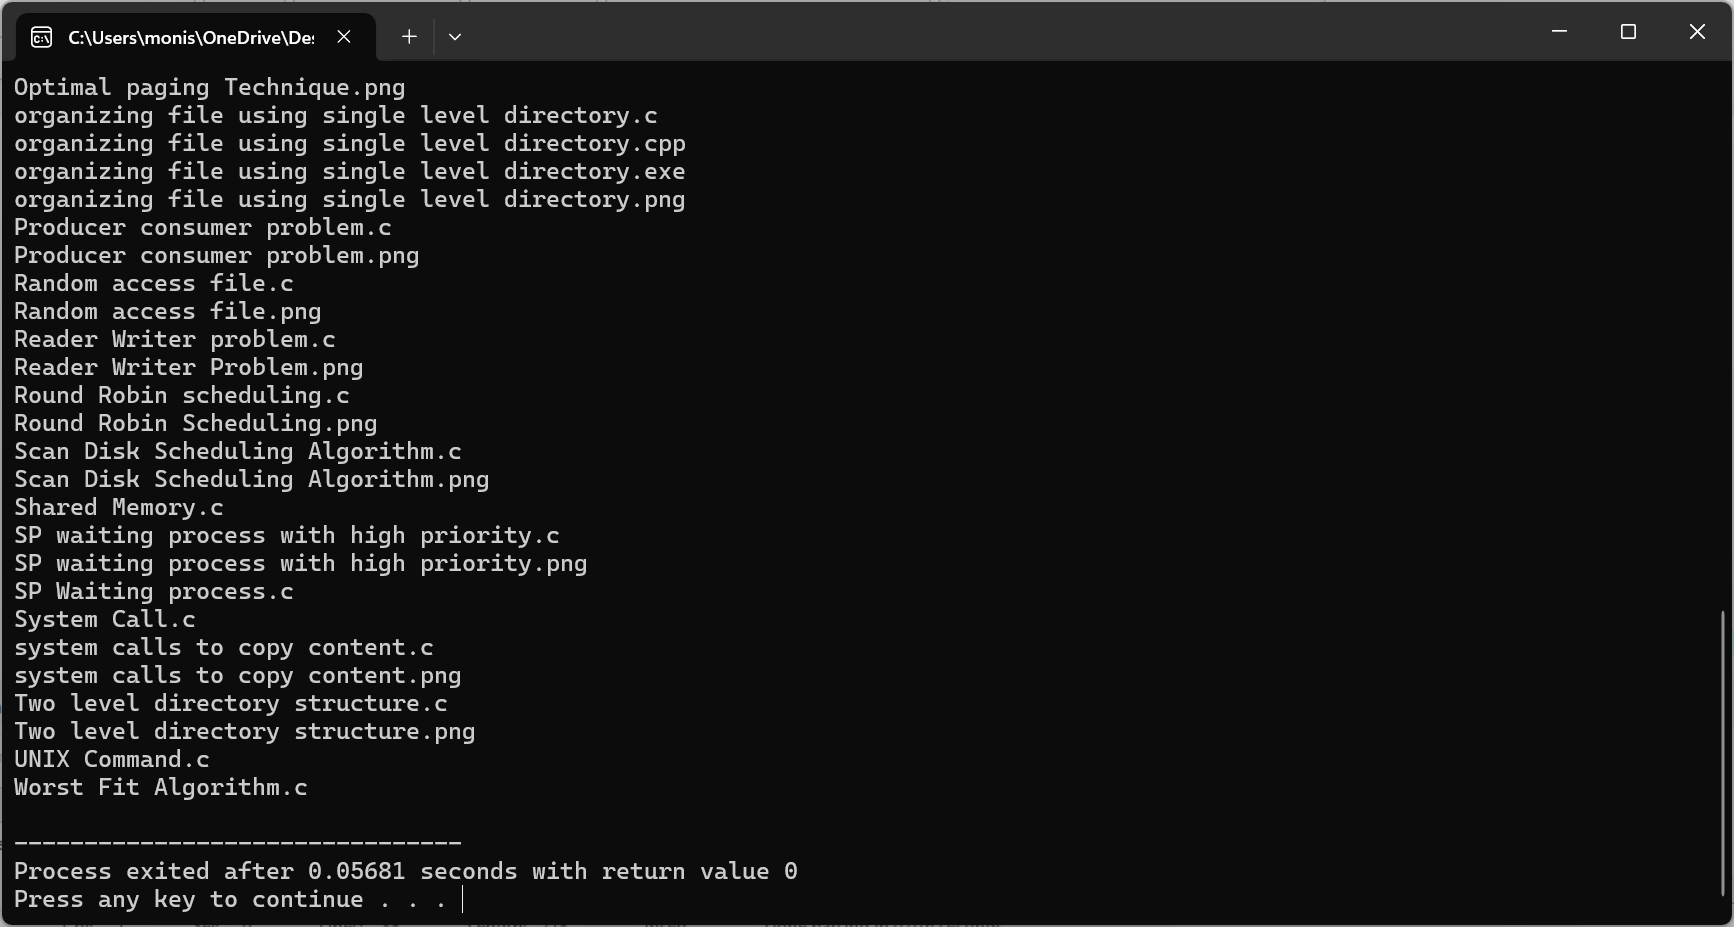 C:\Users\monis\OneDrive\Des
Optimal paging Technique.png
organizing file using single level directory.c
organizing file using single level directory.cpp
organizing file using single level directory.exe
organizing file using single level directory.png
Producer consumer problem.c
Producer consumer problem.png
Random access file.c
Random access file.png
Reader Writer problem.c
Reader Writer Problem.png
Round Robin scheduling.c
Round Robin Scheduling.png
Scan Disk Scheduling Algorithm.c
Scan Disk Scheduling Algorithm.png
Shared Memory.c
SP waiting process with high priority.c
SP waiting process with high priority.png
SP Waiting process.c
System Call.c
system calls to copy content.c
system calls to copy content.png
Two level directory structure.c
Two level directory structure.png
UNIX Command.c
Worst Fit Algorithm.c
--------------------------------
Process exited after 0.05681 seconds with return value 0
Press any key to continue . . .